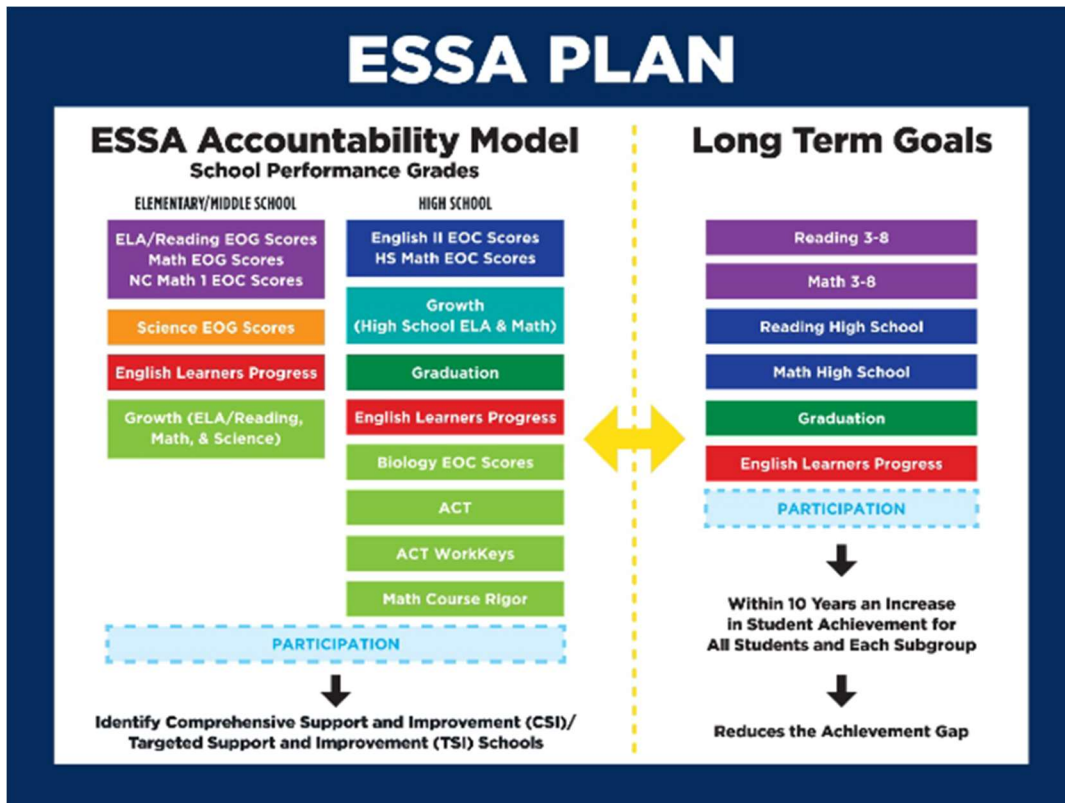 ESSA PLAN
ESSA Accountability Model
School Performance Grades
ELEMENTARY/MIDDLE SCHOOL
ELA/Reading EOG Scores
Math EOG Scores
NC Math 1 EOC Scores
Science EOG Scores
English Learners Progress
Growth (ELA/Reading,
Math, & Science)
HIGH SCHOOL
English II EOC Scores
HS Math EOC Scores
Growth
(High School ELA & Math)
Graduation
English Learners Progress
Biology EOC Scores
ACT
ACT WorkKeys
Math Course Rigor
PARTICIPATION
Identify Comprehensive Support and Improvement (CSI)/
Targeted Support and Improvement (TSI) Schools
Long Term Goals
Reading 3-8
Math 3-8
Reading High School
Math High School
Graduation
English Learners Progress
PARTICIPATION
Within 10 Years an Increase
in Student Achievement for
All Students and Each Subgroup
Reduces the Achievement Gap